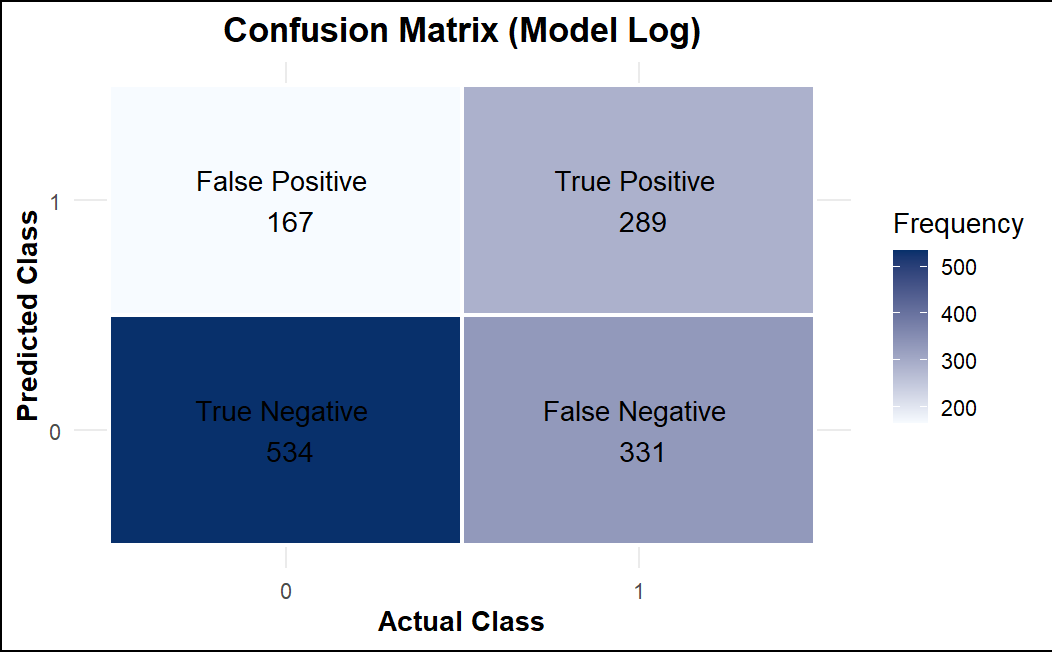 Confusion Matrix (Model Log)
False Positive
167
True Positive
289
True Negative
534
False Negative
331
Predicted Class
1
0
0
1
Actual Class
Frequency
500
400
300
200